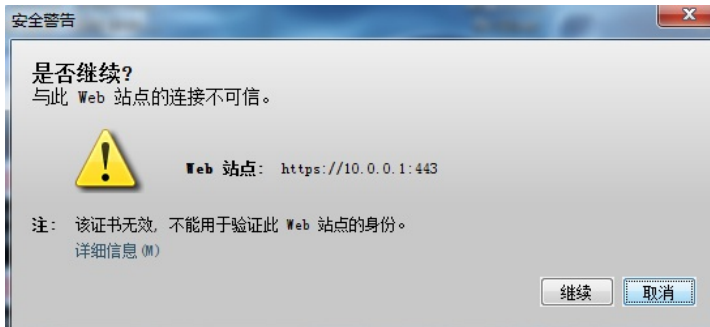 安全警告
是否继续?
与此 Web 站点的连接不可信。
Web 站点: https://10.0.0.1:443
注: 该证书无效, 不能用于验证此 Web 站点的身份。
详细信息(M)
继续 取消